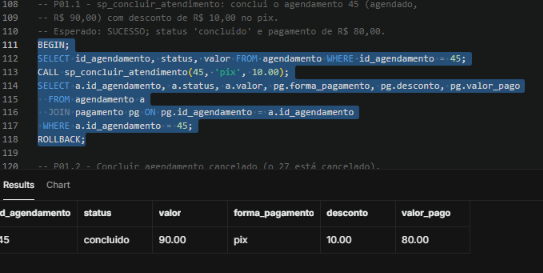 108 -- P01.1 - sp_concluir_atendimento: conclui o agendamento 45 (agendado,
109 -- R$ 90,00) com desconto de R$ 10,00 no pix.
110 -- Esperado: SUCESSO; status 'concluido' e pagamento de R$ 80,00.
111 BEGIN;
112 SELECT id_agendamento, status, valor FROM agendamento WHERE id_agendamento = 45;
113 CALL sp_concluir_atendimento(45, 'pix', 10.00);
114 SELECT a.id_agendamento, a.status, a.valor, pg.forma_pagamento, pg.desconto, pg.valor_pago
115 FROM agendamento a
116 JOIN pagamento pg ON pg.id_agendamento = a.id_agendamento
117 WHERE a.id_agendamento = 45;
118 ROLLBACK;
119
120 -- P01.2 - Concluir agendamento cancelado (o 27 está cancelado).
Results Chart
id_agendamento status valor forma_pagamento desconto valor_pago
45 concluido 90.00 pix 10.00 80.00